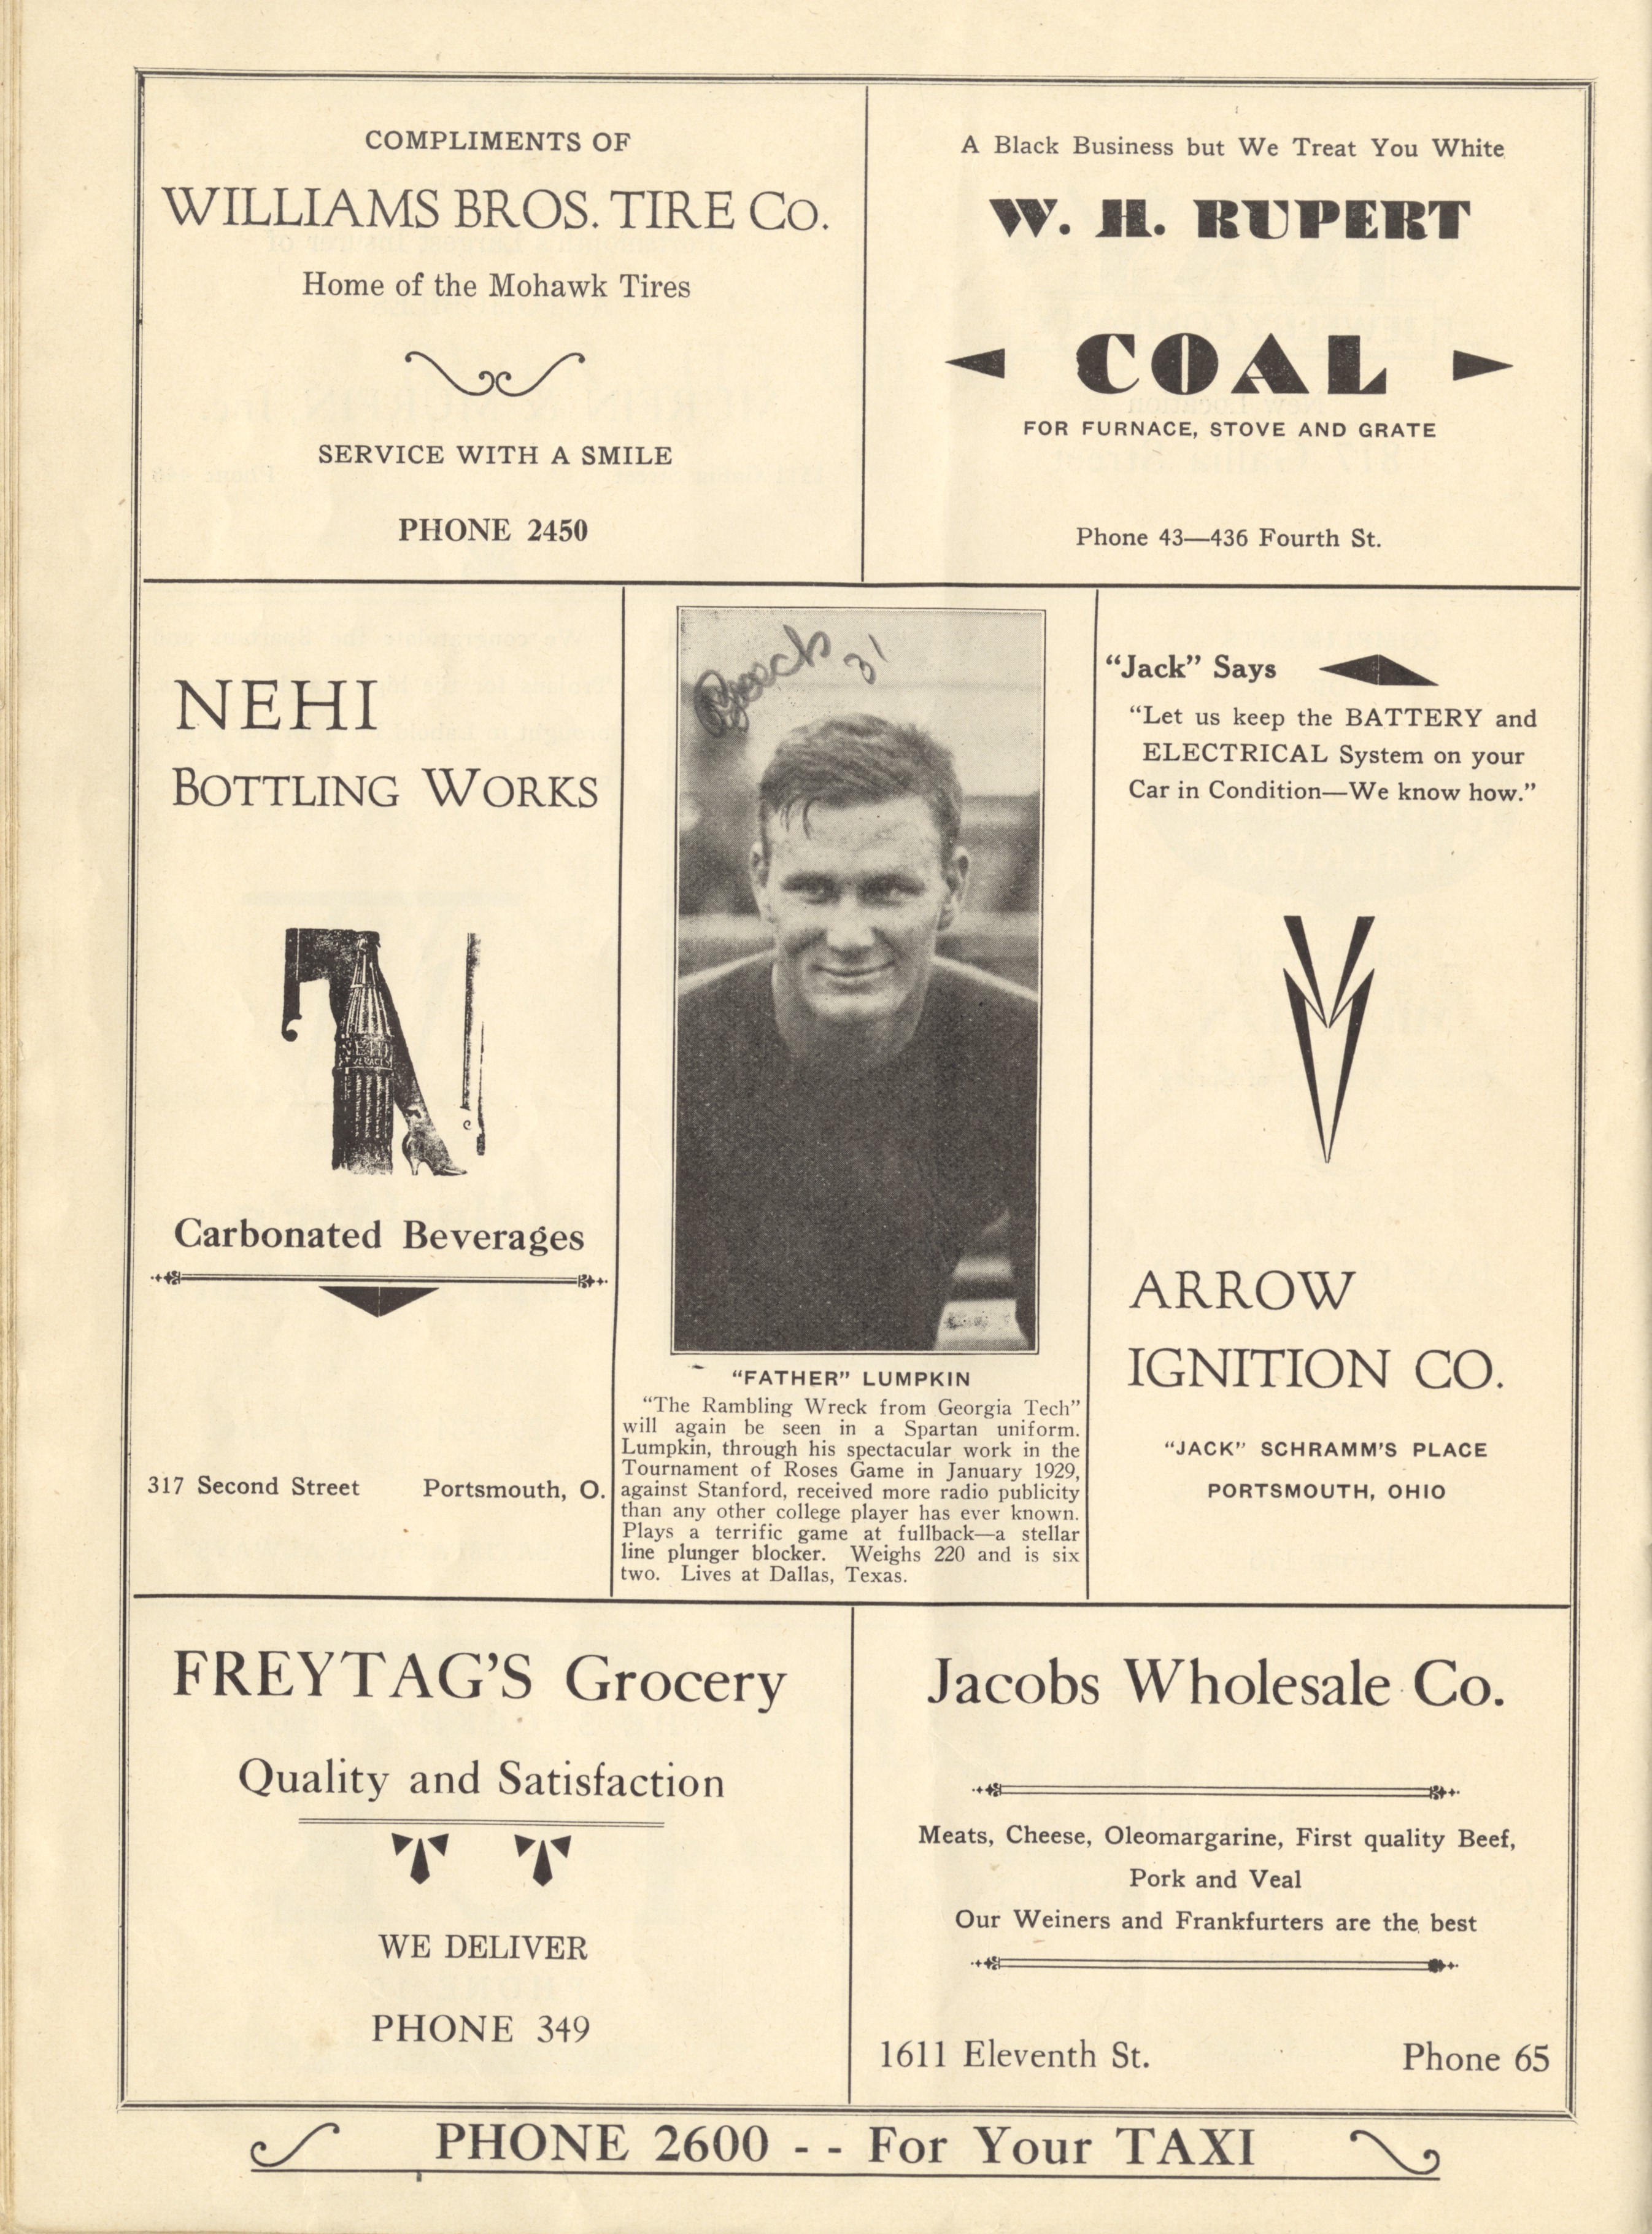 COMPLIMENTS OF
WILLIAMS BROS. TIRE Co.
Home of the Mohawk Tires
SERVICE WITH A SMILE
PHONE 2450
A Black Business but We Treat You White
W. H. RUPERT
COAL
FOR FURNACE, STOVE AND GRATE
Phone 43—436 Fourth St.
NEHI
BOTTLING WORKS
NEHI
Carbonated Beverages
317 Second Street Portsmouth, O.
31
"FATHER" LUMPKIN
"The Rambling Wreck from Georgia Tech"
will again be seen in a Spartan uniform.
Lumpkin, through his spectacular work in the
Tournament of Roses Game in January 1929,
against Stanford, received more radio publicity
than any other college player has ever known.
Plays a terrific game at fullback—a stellar
line plunger blocker. Weighs 220 and is six
two. Lives at Dallas, Texas.
"Jack" Says
"Let us keep the BATTERY and
ELECTRICAL System on your
Car in Condition—We know how."
ARROW
IGNITION CO.
"JACK" SCHRAMM'S PLACE
PORTSMOUTH, OHIO
FREYTAG'S Grocery
Quality and Satisfaction
WE DELIVER
PHONE 349
Jacobs Wholesale Co.
Meats, Cheese, Oleomargarine, First quality Beef,
Pork and Veal
Our Weiners and Frankfurters are the best
1611 Eleventh St. Phone 65
PHONE 2600 - - For Your TAXI